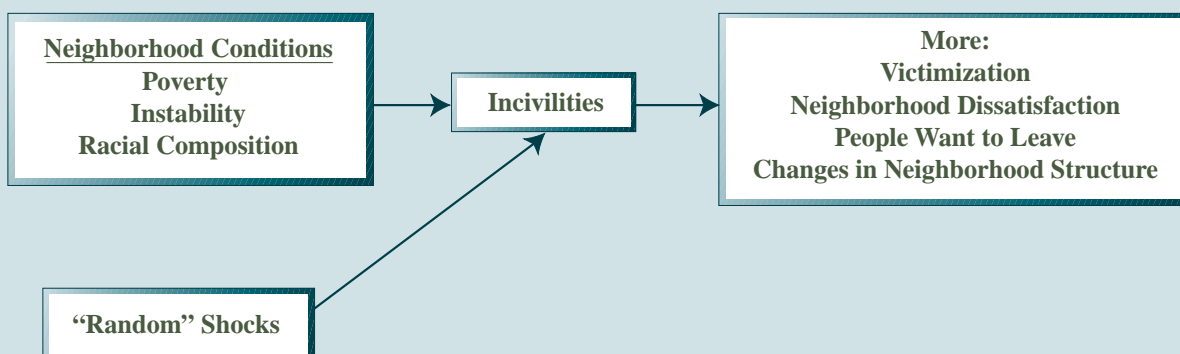 Neighborhood Conditions
Poverty
Instability
Racial Composition
Incivilities
More:
Victimization
Neighborhood Dissatisfaction
People Want to Leave
Changes in Neighborhood Structure
“Random” Shocks